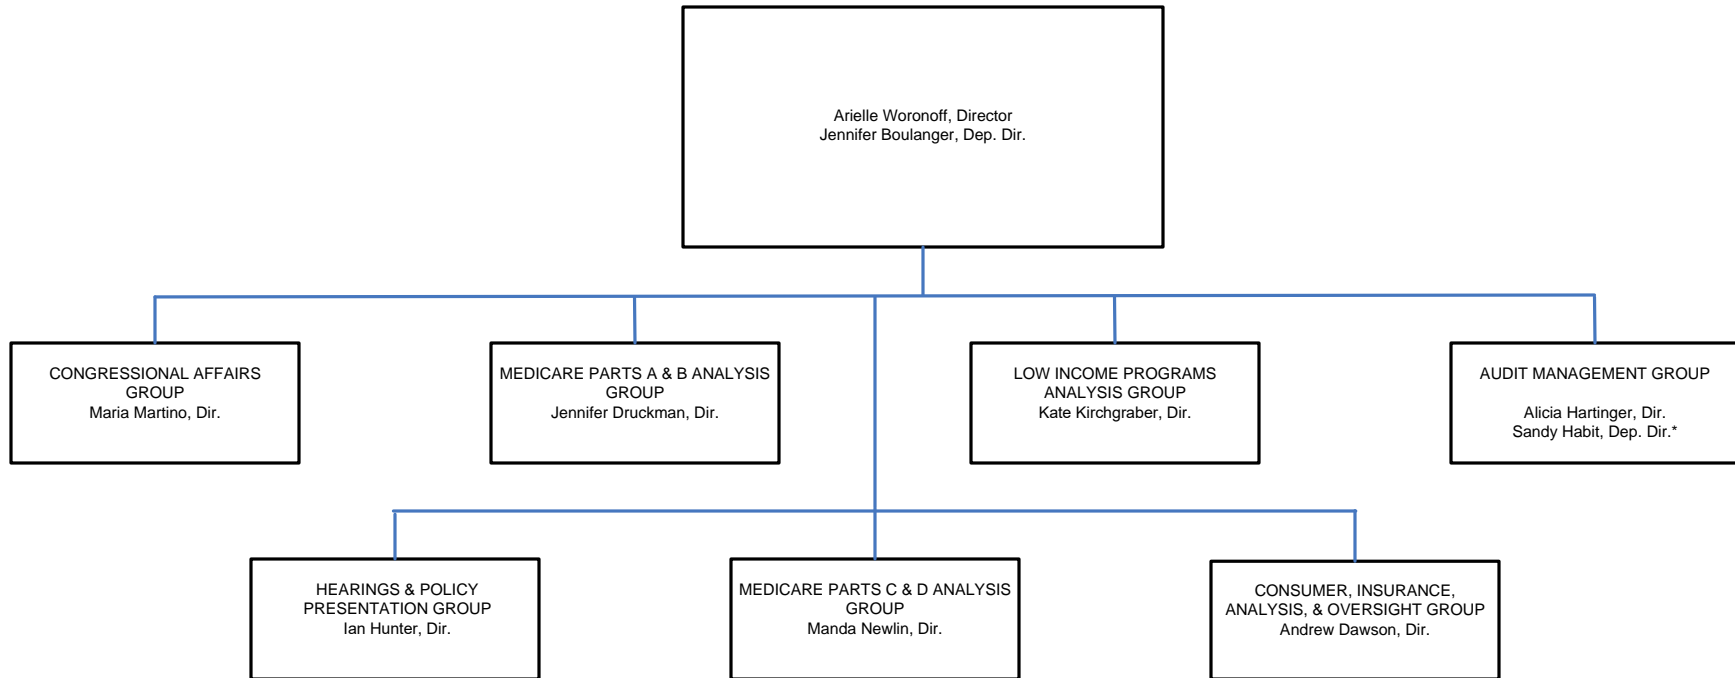 Arielle Woronoff, Director
Jennifer Boulanger, Dep. Dir.
CONGRESSIONAL AFFAIRS
GROUP
Maria Martino, Dir.
MEDICARE PARTS A & B ANALYSIS
GROUP
Jennifer Druckman, Dir.
LOW INCOME PROGRAMS
ANALYSIS GROUP
Kate Kirchgraber, Dir.
AUDIT MANAGEMENT GROUP
Alicia Hartinger, Dir.
Sandy Habit, Dep. Dir.*
HEARINGS & POLICY
PRESENTATION GROUP
Ian Hunter, Dir.
MEDICARE PARTS C & D ANALYSIS
GROUP
Manda Newlin, Dir.
CONSUMER, INSURANCE,
ANALYSIS, & OVERSIGHT GROUP
Andrew Dawson, Dir.